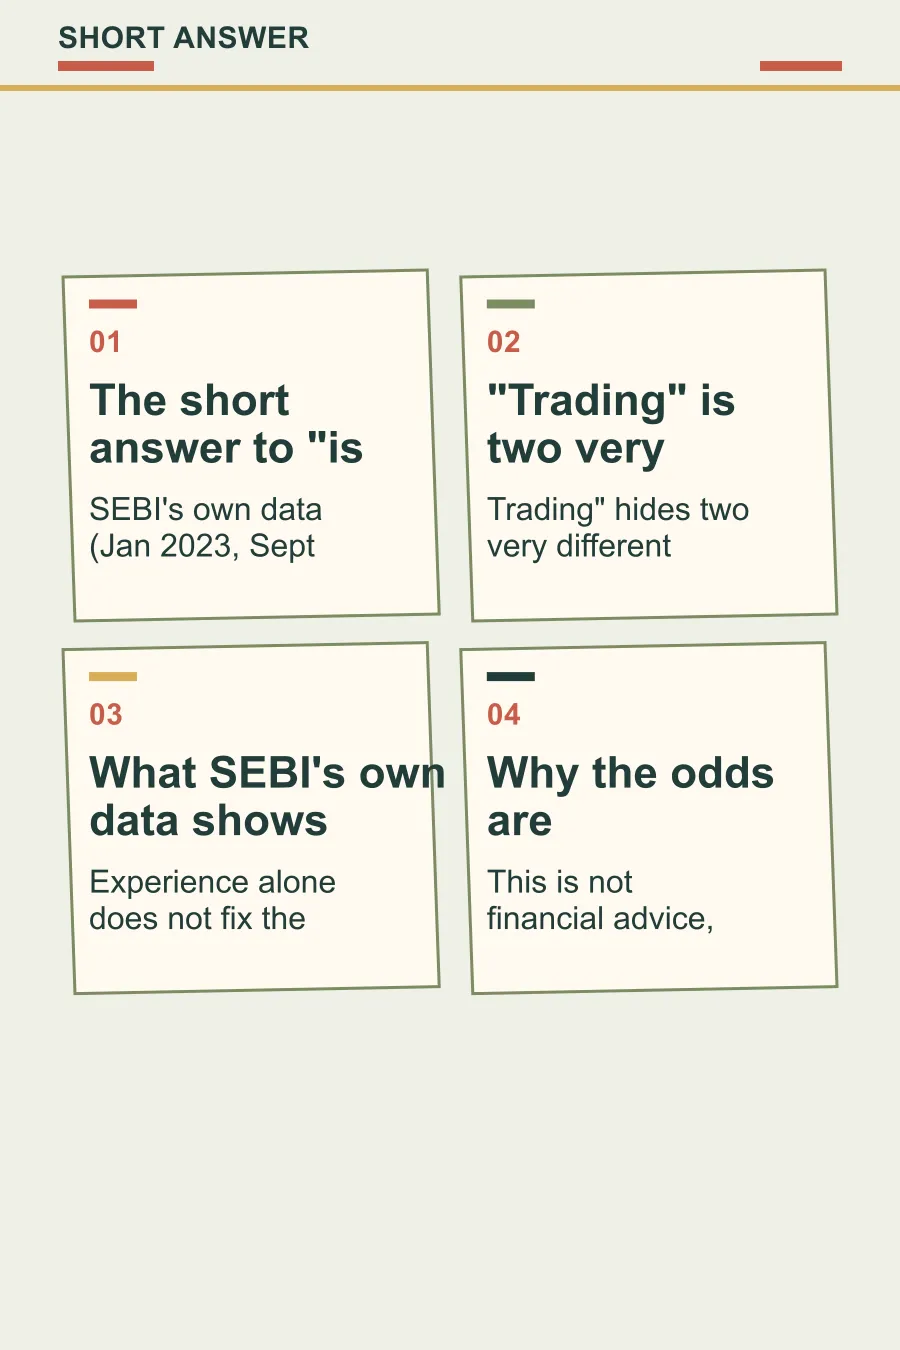 SHORT ANSWER
01
The short
answer to "is
SEBI's own data
(Jan 2023, Sept
02
"Trading" is
two very
Trading" hides two
very different
03
What SEBI's own
data shows
Experience alone
does not fix the
04
Why the odds
are
This is not
financial advice,